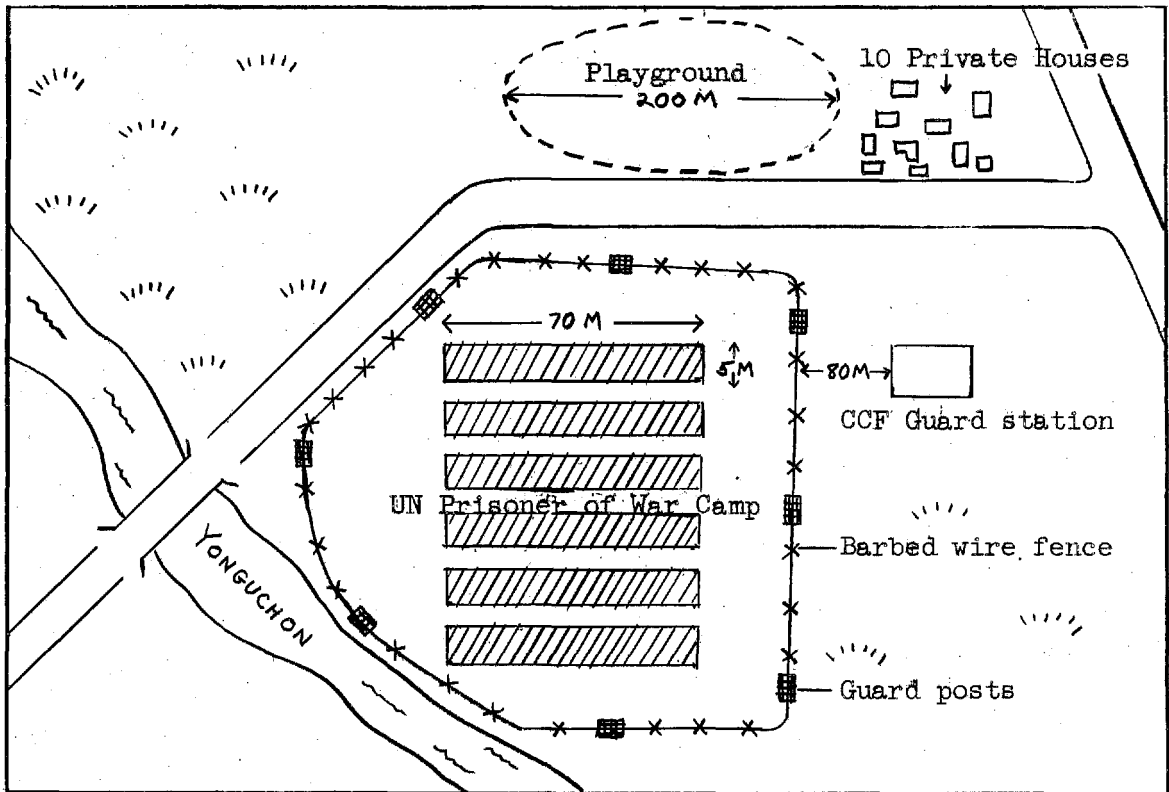 Playground
200 M
10 Private Houses
70 M
5 M
80M
CCF Guard station
UN Prisoner of War Camp
Barbed wire fence
YONGUCHON
Guard posts